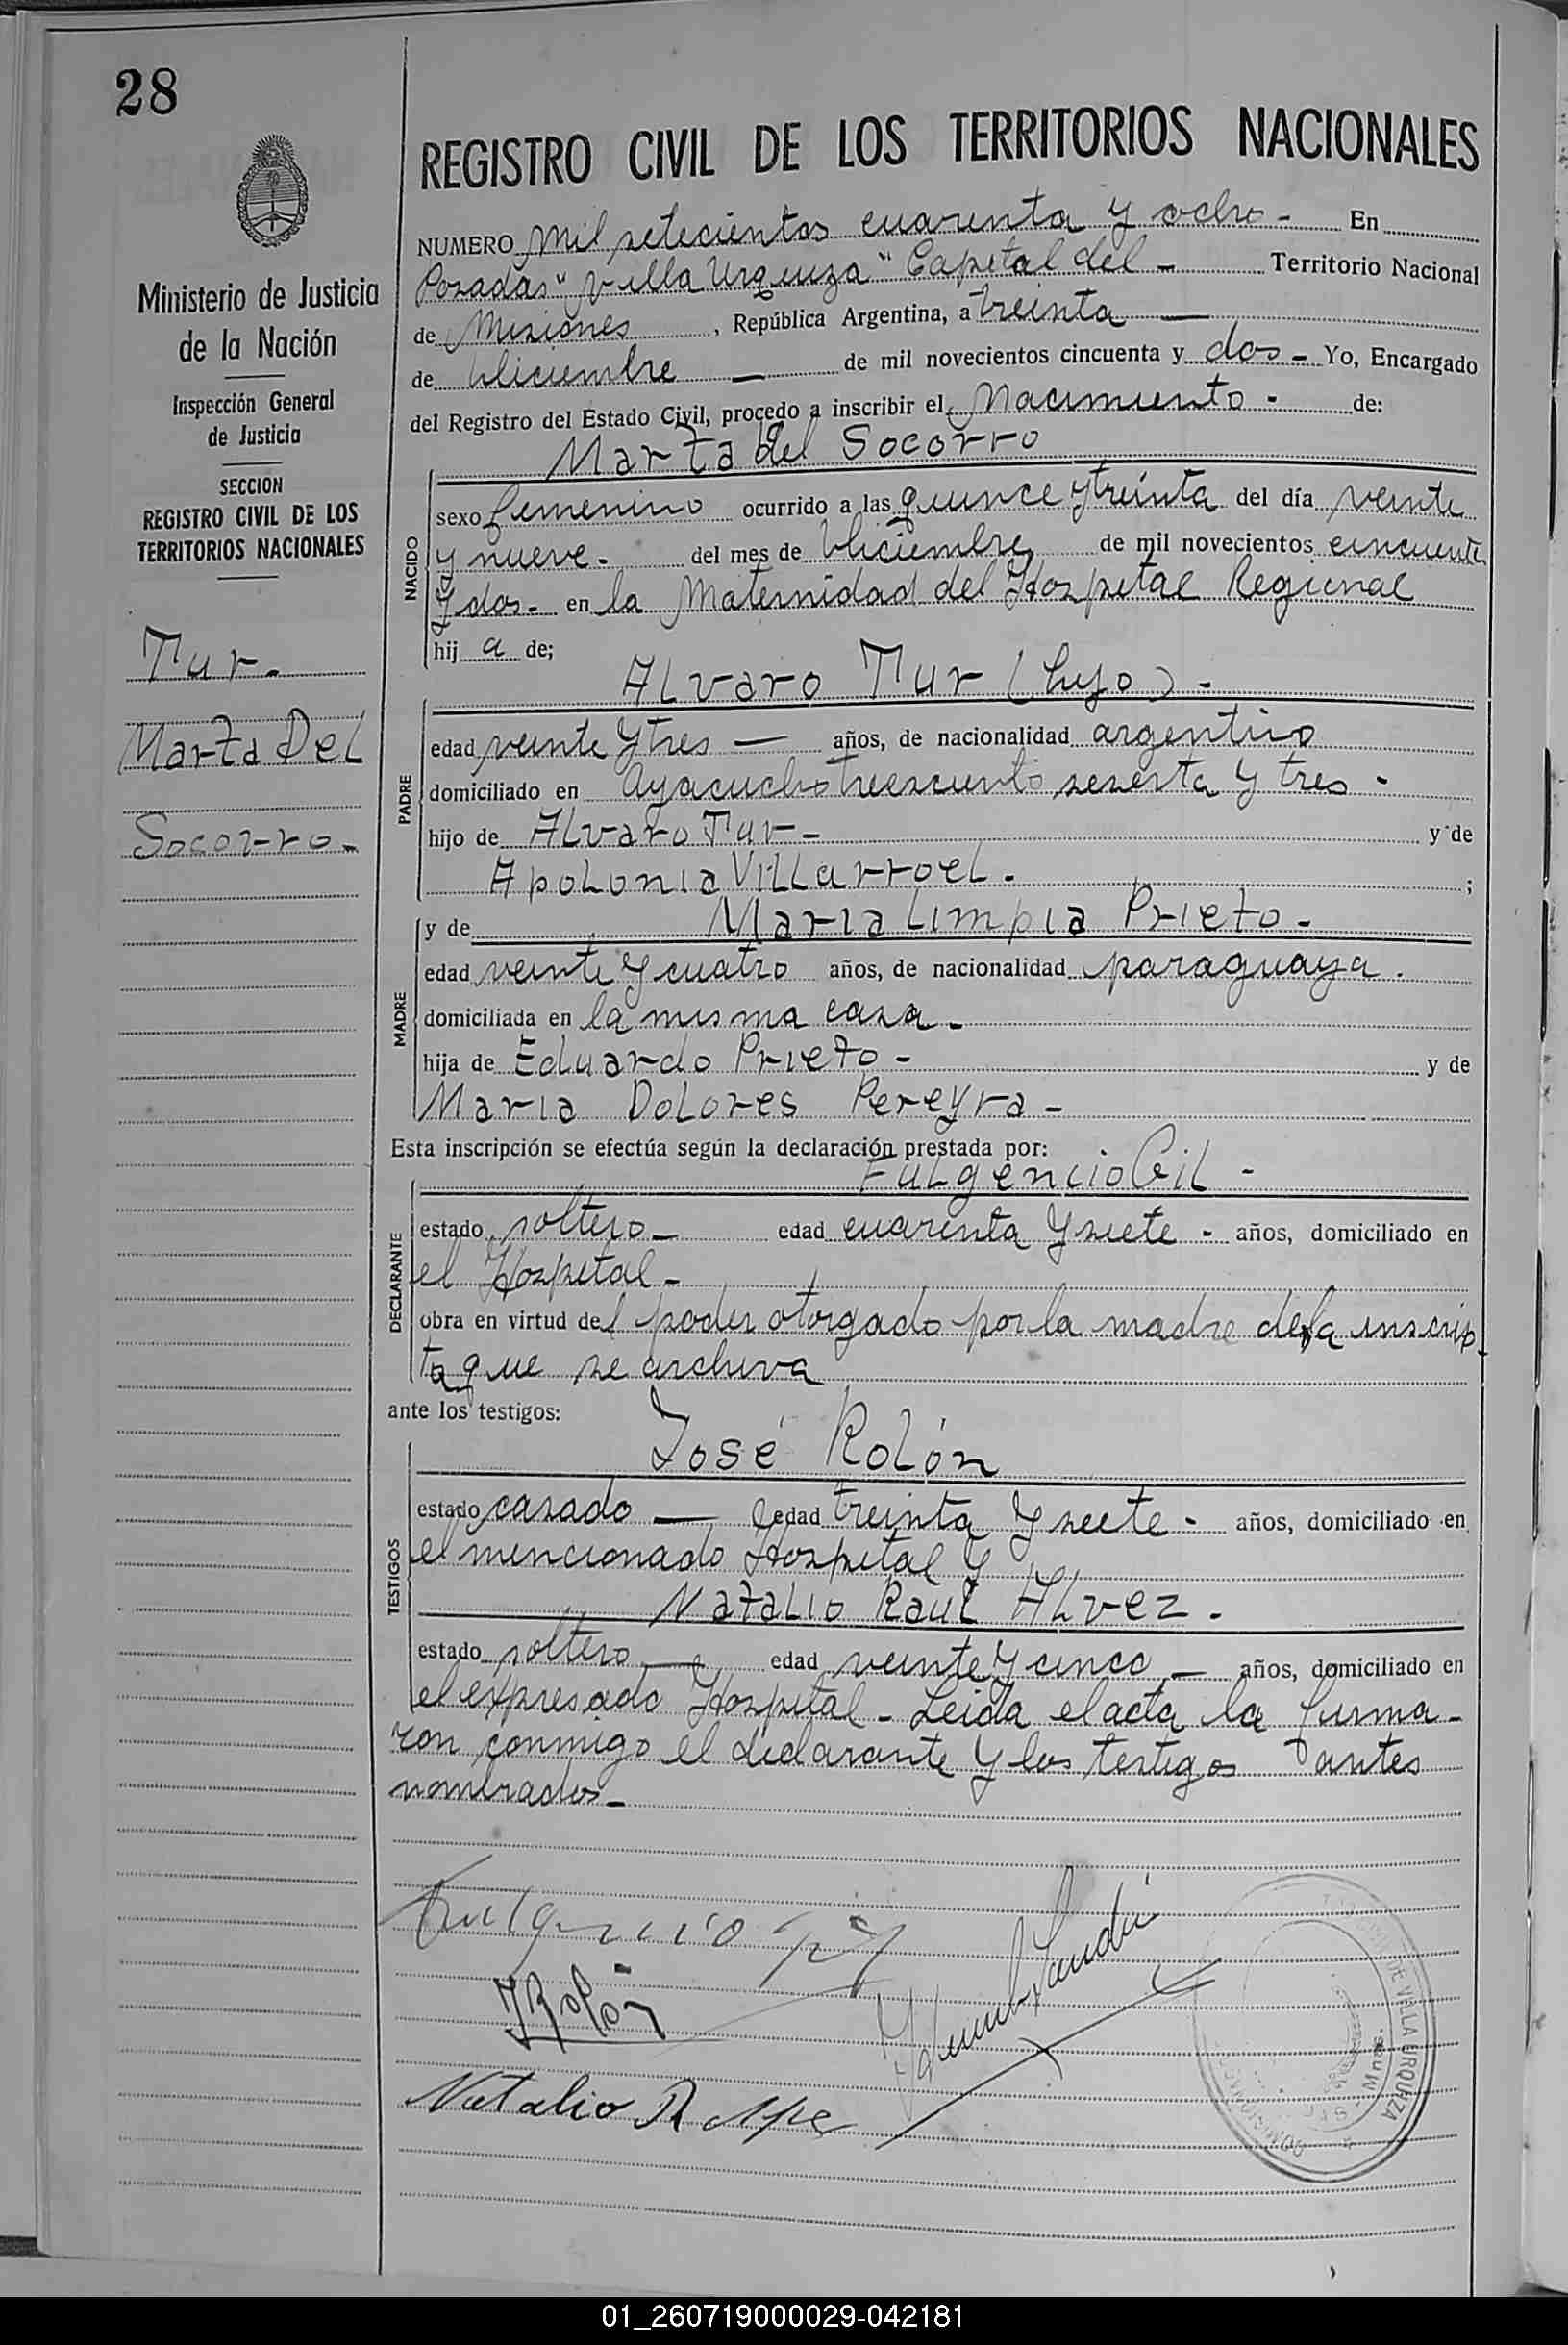 28
REGISTRO CIVIL DE LOS TERRITORIOS NACIONALES
Ministerio de Justicia
de la Nación
Inspección General
de Justicia
SECCION
REGISTRO CIVIL DE LOS
TERRITORIOS NACIONALES
Tur.-
Marta Del
Socorro-
NUMERO Mil setecientos cuarenta y ocho - En
Posadas "Villa Urquiza" Capital del - Territorio Nacional
de Misiones , República Argentina, a treinta —
de Diciembre — de mil novecientos cincuenta y dos - Yo, Encargado
del Registro del Estado Civil, procedo a inscribir el Nacimiento - de:
Marta del Socorro
NACIDO
sexo femenino ocurrido a las quince y treinta del día veinte
y nueve - del mes de Diciembre de mil novecientos cincuenta
y dos - en la Maternidad del Hospital Regional
hij a de;
Alvaro Tur (hijo) -
PADRE
edad veinte y tres — años, de nacionalidad argentino
domiciliado en Ayacucho trescientos sesenta y tres -
hijo de Alvaro Tur - y de
Apolonia Villarroel - ;
MADRE
y de Maria Limpia Prieto -
edad veinte y cuatro años, de nacionalidad paraguaya.
domiciliada en la misma casa -
hija de Eduardo Prieto - y de
Maria Dolores Pereyra -
Esta inscripción se efectúa según la declaración prestada por:
Fulgencio Gil -
DECLARANTE
estado soltero - edad cuarenta y siete - años, domiciliado en
el Hospital -
obra en virtud del poder otorgado por la madre de la inscrip
ta que se archiva
ante los testigos:
José Rolón
TESTIGOS
estado casado — edad treinta y siete - años, domiciliado en
el mencionado Hospital y
Natalio Raul Alvez -
estado soltero — edad veinte y cinco — años, domiciliado en
el expresado Hospital - Leida el acta la firma-
ron conmigo el declarante y los testigos antes
nombrados -
Fulgencio Gil
JRolón
Natalio R
DE VILLA URQUIZA
01_260719000029-042181